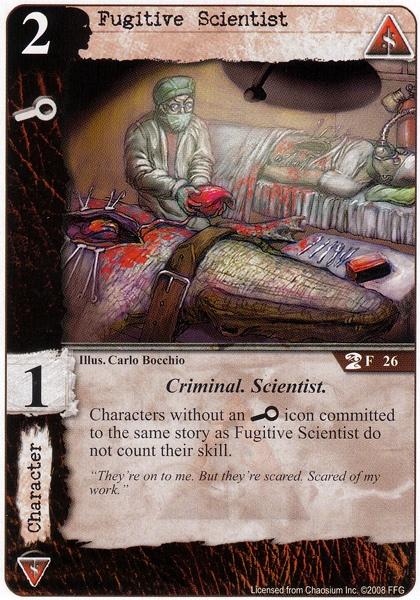 2
Fugitive Scientist
Illus. Carlo Bocchio
F 26
1
Criminal. Scientist.
Characters without an icon committed
to the same story as Fugitive Scientist do
not count their skill.
“They’re on to me. But they’re scared. Scared of my
work.”
Character
Licensed from Chaosium Inc. ©2008 FFG